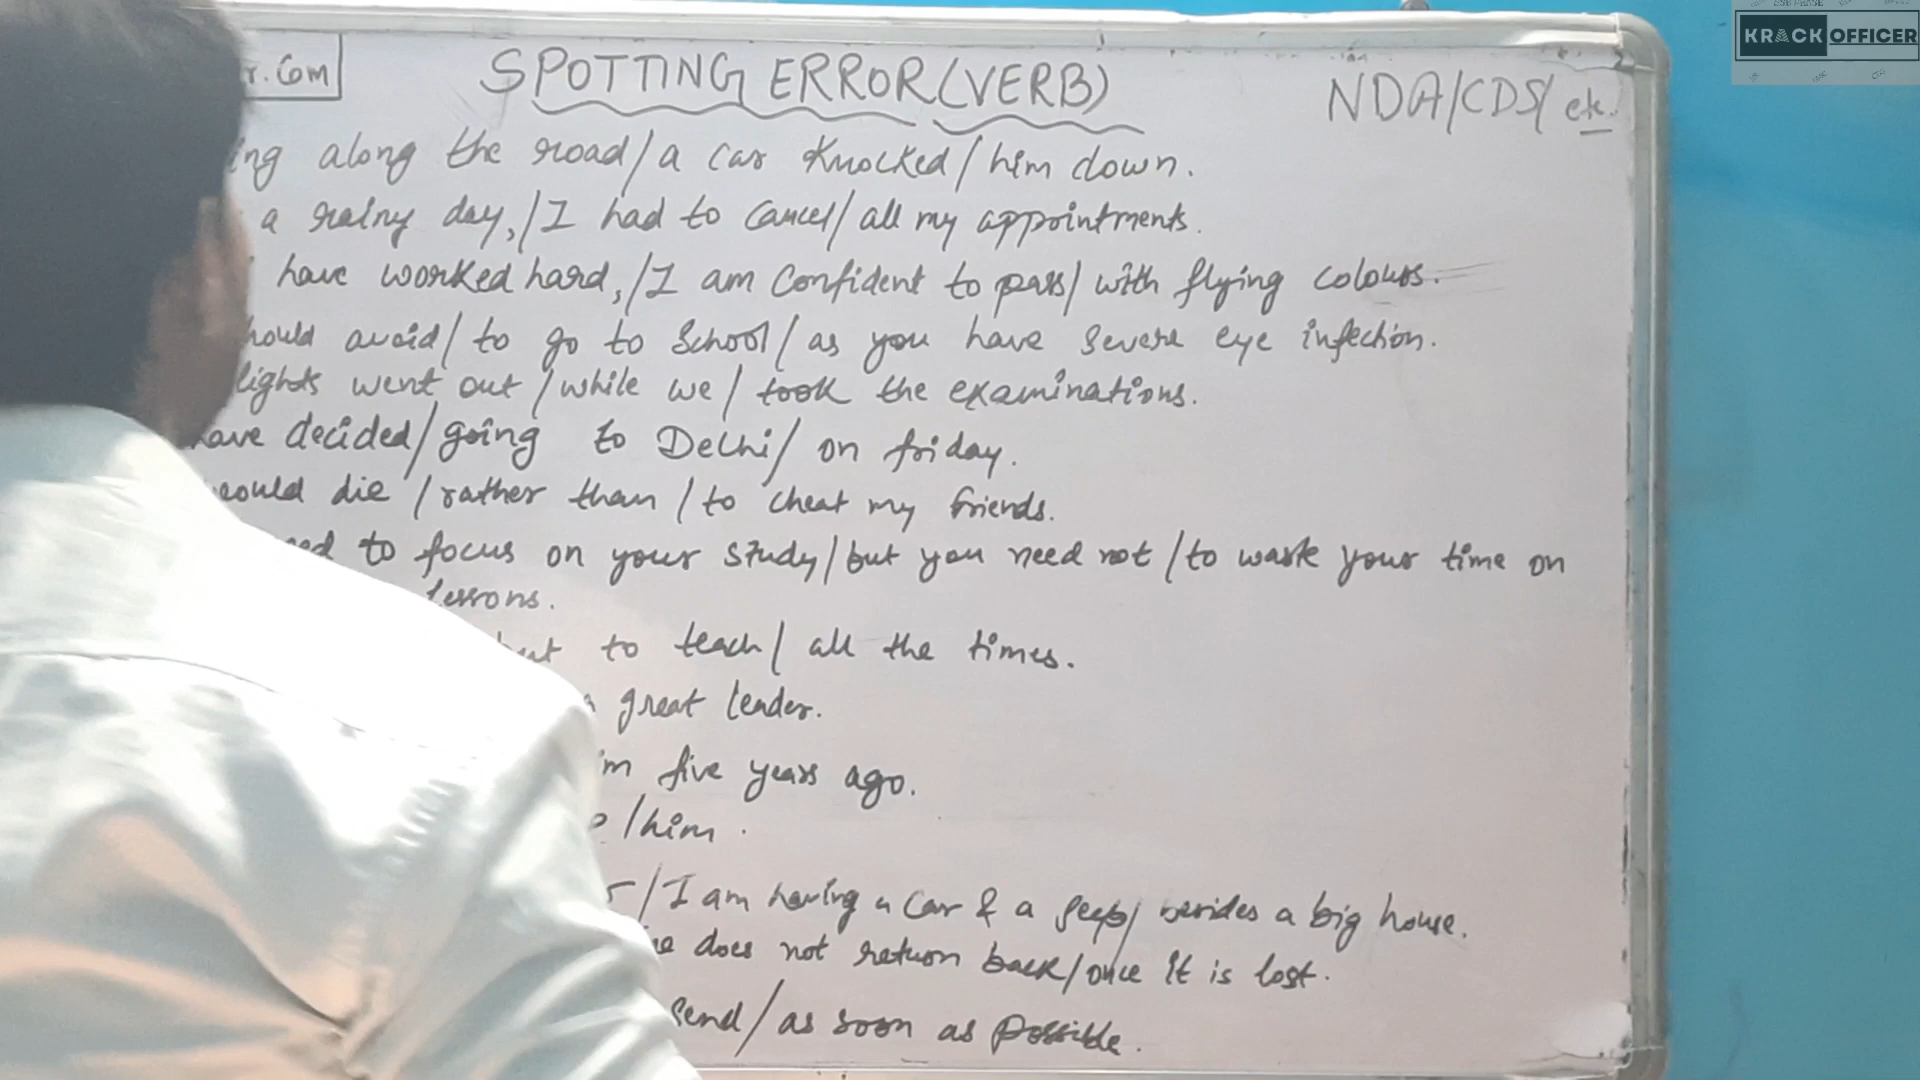 r.Com
SPOTTING ERROR (VERB)
NDA/CDS/etc.
KRACK OFFICER
ing along the road/a car knocked/him down.
a rainy day,/I had to cancel/all my appointments.
have worked hard,/I am confident to pass/with flying colours.
hould avoid/to go to school/as you have severe eye infection.
lights went out/while we/took the examinations.
have decided/going to Delhi/on friday.
would die/rather than/to cheat my friends.
to focus on your study/but you need not/to waste your time on
lessons.
to teach/all the times.
great leader.
five years ago.
/him.
/I am having a car & a jeep/besides a big house.
does not return back/once it is lost.
send/as soon as possible.